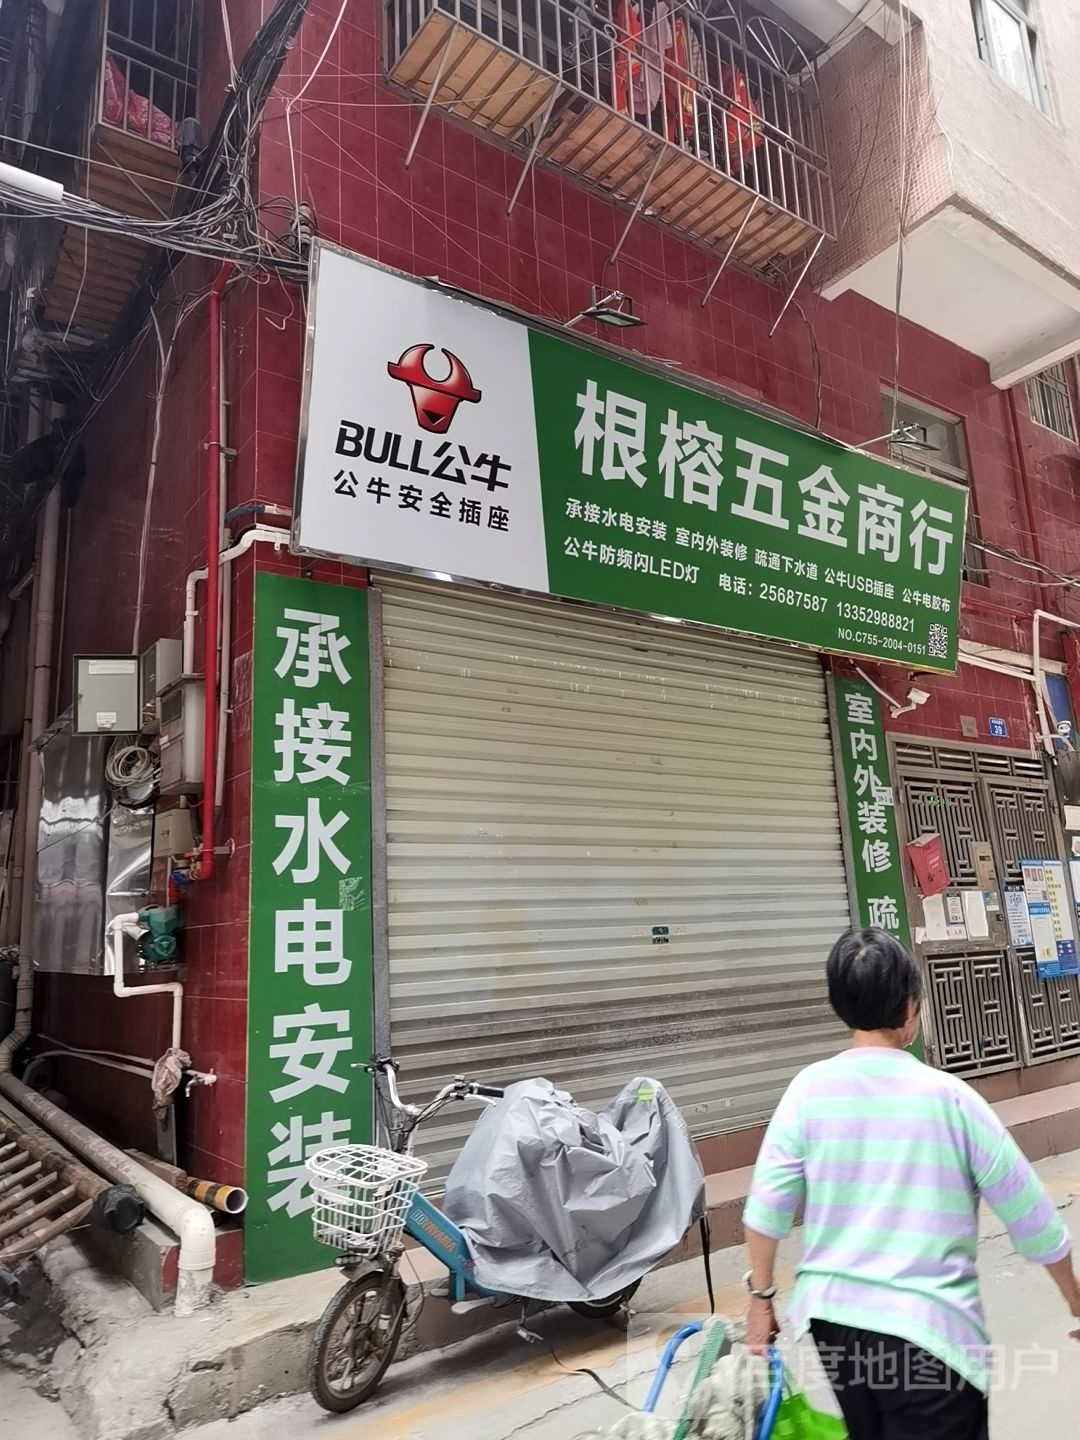 BULL公牛
公牛安全插座
根榕五金商行
承接水电安装 室内外装修 疏通下水道 公牛USB插座 公牛电胶布
公牛防频闪LED灯 电话：25687587 13352988821
NO.C755-2004-0151
承接水电安装
室内外装修 疏
39
百度地图用户